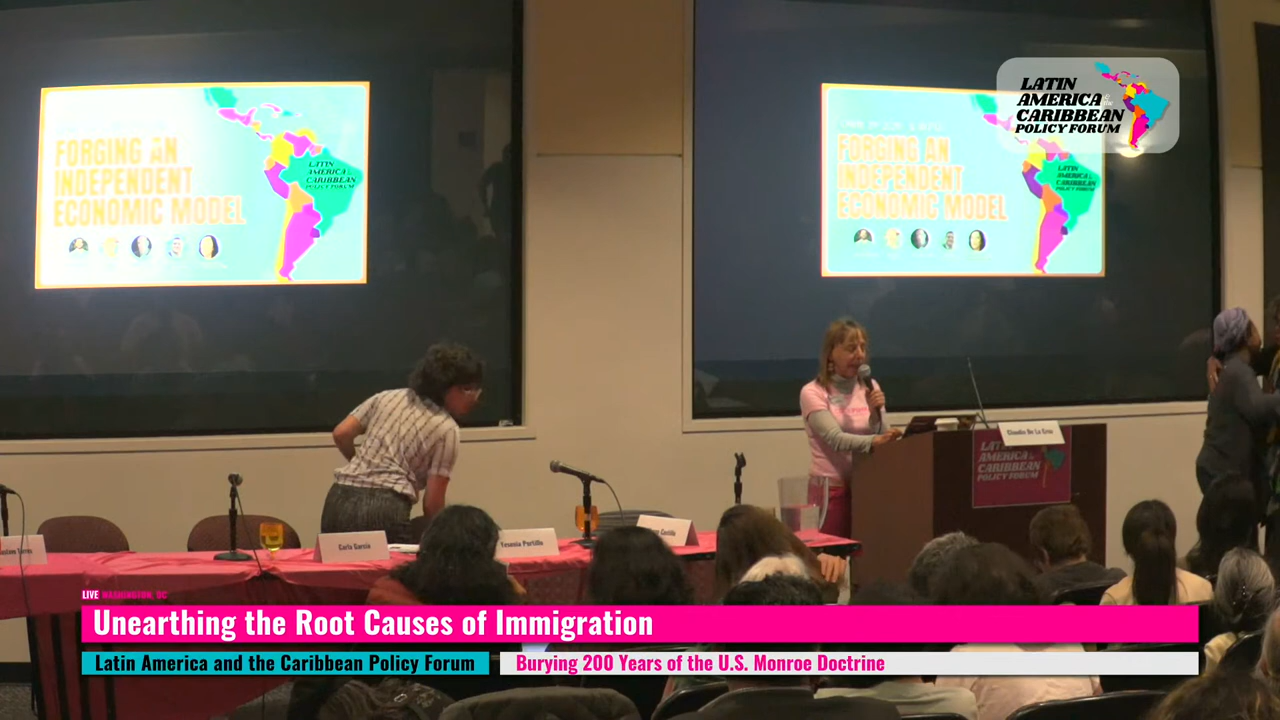 FORGING AN
INDEPENDENT
ECONOMIC MODEL
LATIN
AMERICA &
CARIBBEAN
POLICY FORUM
FORGING AN
INDEPENDENT
ECONOMIC MODEL
LATIN
AMERICA
CARIBBEAN
POLICY FORUM
LATIN
AMERICA & the
CARIBBEAN
POLICY FORUM
Claudia De La Cruz
LATIN
AMERICA
CARIBBEAN
POLICY FORUM
Carla García
Yesenia Portillo
LIVE WASHINGTON, DC
Unearthing the Root Causes of Immigration
Latin America and the Caribbean Policy Forum
Burying 200 Years of the U.S. Monroe Doctrine